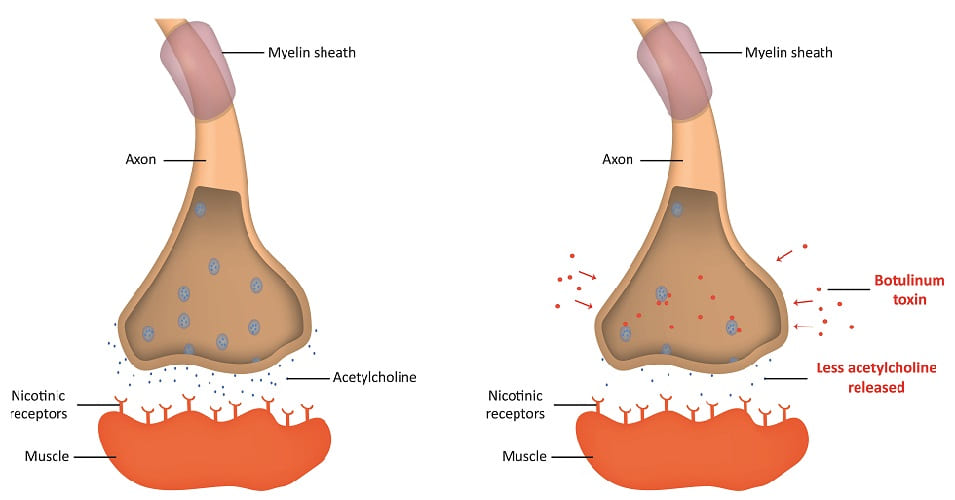 Myelin sheath
Axon
Acetylcholine
Nicotinic
receptors
Muscle
Myelin sheath
Axon
Botulinum
toxin
Less acetylcholine
released
Nicotinic
receptors
Muscle